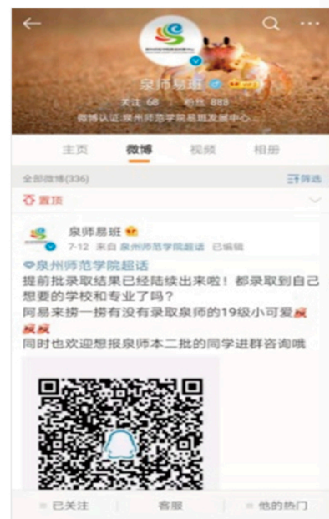 泉师易班
关注 68 粉丝 888
微博认证:泉州师范学院易班发展中心...
主页 微博 视频 相册
全部微博(336) 筛选
置顶
泉师易班
7-12 来自 泉州师范学院超话 已编辑
泉州师范学院超话
提前批录取结果已经陆续出来啦！都录取到自己
想要的学校和专业了吗？
阿易来捞一捞有没有录取泉师的19级小可爱
同时也欢迎想报泉师本二批的同学进群咨询哦
已关注 客服 他的热门